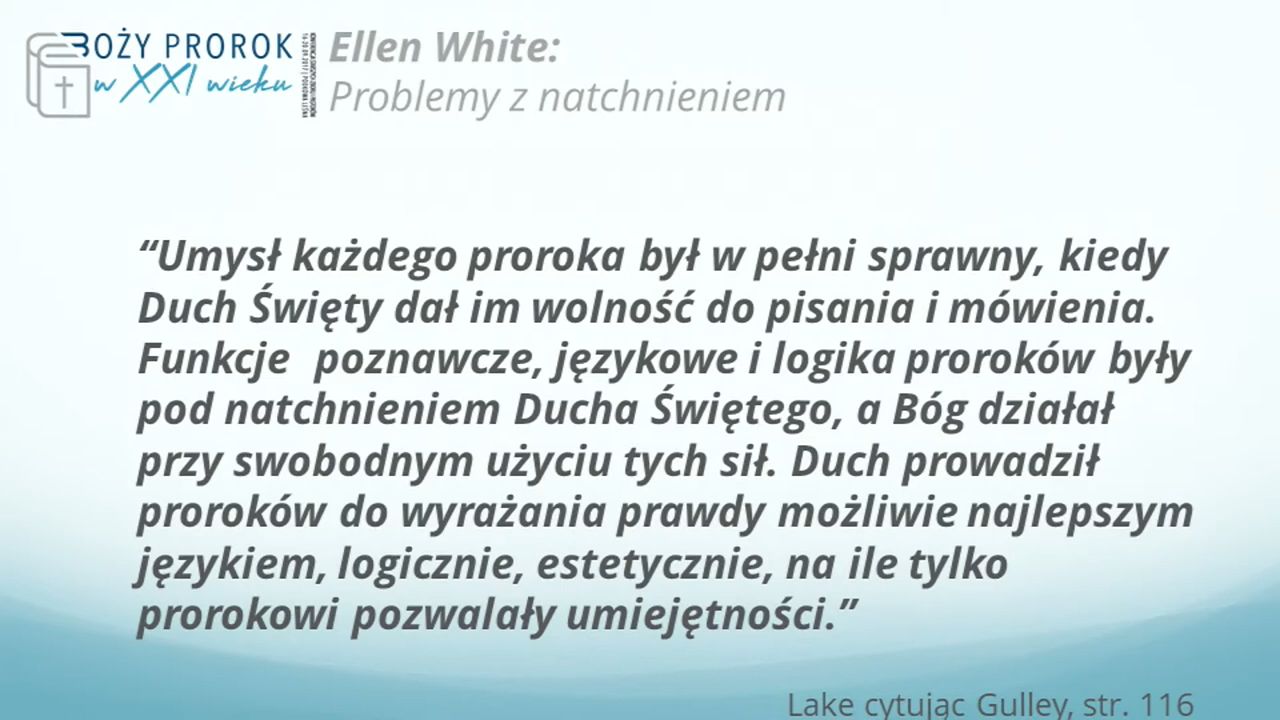 BOŻY PROROK
w XXI wieku
Ellen White:
Problemy z natchnieniem
“Umysł każdego proroka był w pełni sprawny, kiedy
Duch Święty dał im wolność do pisania i mówienia.
Funkcje poznawcze, językowe i logika proroków były
pod natchnieniem Ducha Świętego, a Bóg działał
przy swobodnym użyciu tych sił. Duch prowadził
proroków do wyrażania prawdy możliwie najlepszym
językiem, logicznie, estetycznie, na ile tylko
prorokowi pozwalały umiejętności.”
Lake cytując Gulley, str. 116